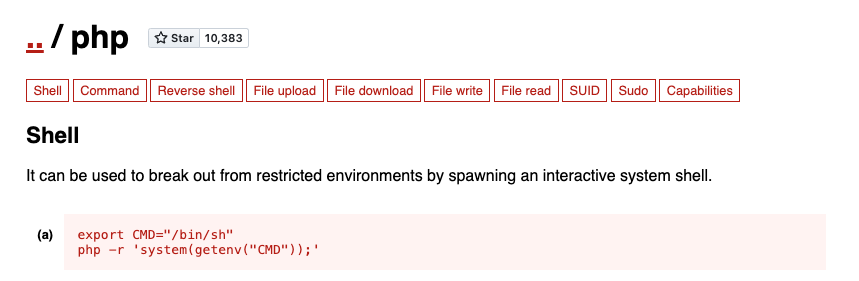 .. / php Star 10,383
Shell Command Reverse shell File upload File download File write File read SUID Sudo Capabilities
Shell
It can be used to break out from restricted environments by spawning an interactive system shell.
(a) export CMD="/bin/sh"
php -r 'system(getenv("CMD"));'